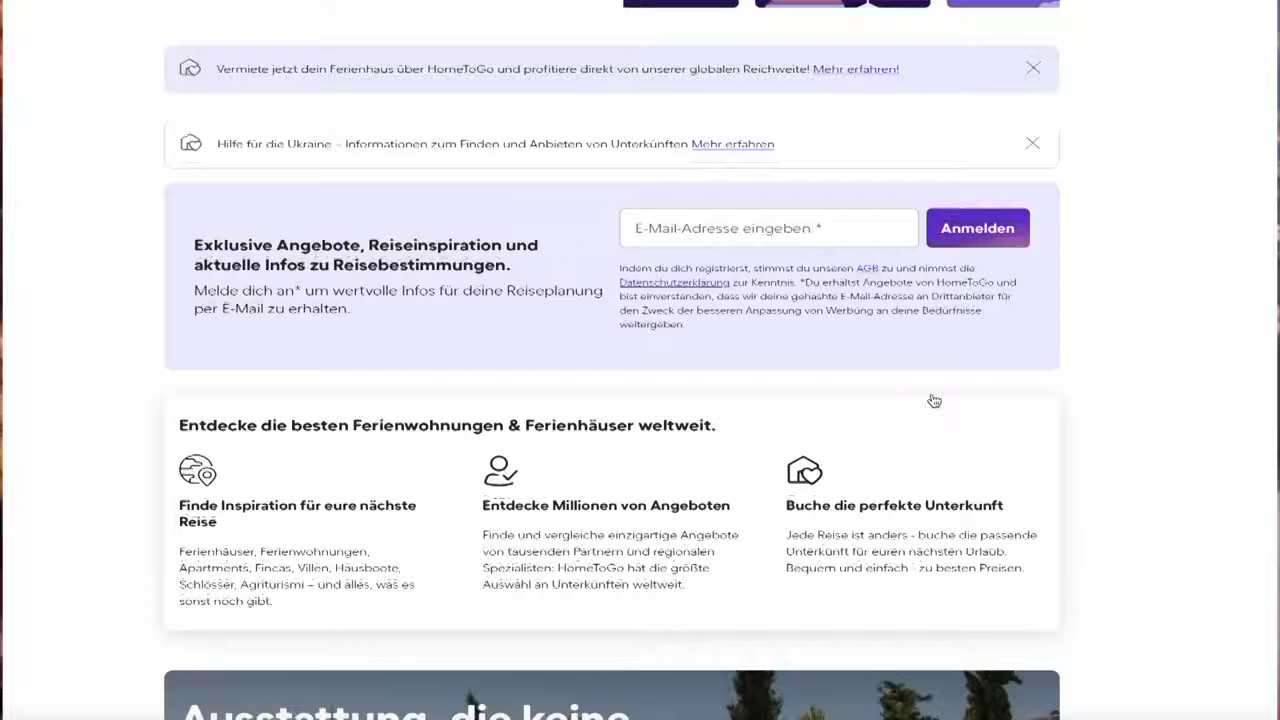 Vermiete jetzt dein Ferienhaus über HomeToGo und profitiere direkt von unserer globalen Reichweite! Mehr erfahren!
Hilfe für die Ukraine – Informationen zum Finden und Anbieten von Unterkünften Mehr erfahren
Exklusive Angebote, Reiseinspiration und
aktuelle Infos zu Reisebestimmungen.
Melde dich an* um wertvolle Infos für deine Reiseplanung
per E-Mail zu erhalten.
E-Mail-Adresse eingeben *
Anmelden
Indem du dich registrierst, stimmst du unseren AGB zu und nimmst die
Datenschutzerklärung zur Kenntnis. *Du erhältst Angebote von HomeToGo und
bist einverstanden, dass wir deine gehashte E-Mail-Adresse an Drittanbieter für
den Zweck der besseren Anpassung von Werbung an deine Bedürfnisse
weitergeben.
Entdecke die besten Ferienwohnungen & Ferienhäuser weltweit.
Finde Inspiration für eure nächste
Reise
Ferienhäuser, Ferienwohnungen,
Apartments, Fincas, Villen, Hausboote,
Schlösser, Agriturismi – und alles, was es
sonst noch gibt.
Entdecke Millionen von Angeboten
Finde und vergleiche einzigartige Angebote
von tausenden Partnern und regionalen
Spezialisten: HomeToGo hat die größte
Auswahl an Unterkünften weltweit.
Buche die perfekte Unterkunft
Jede Reise ist anders - buche die passende
Unterkunft für euren nächsten Urlaub.
Bequem und einfach - zu besten Preisen.
Ausstattung, die keine